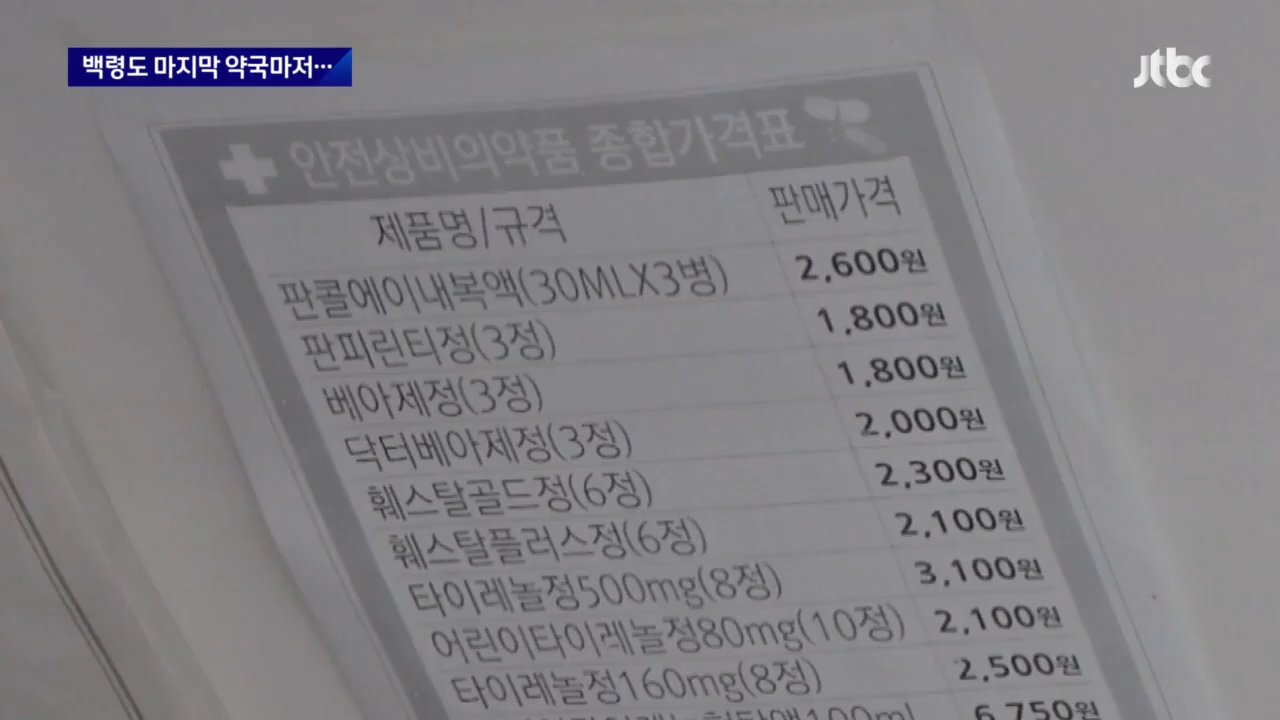 백령도 마지막 약국마저…
jtbc
안전상비의약품 종합가격표
제품명/규격 판매가격
판콜에이내복액(30MLX3병) 2,600원
판피린티정(3정) 1,800원
베아제정(3정) 1,800원
닥터베아제정(3정) 2,000원
훼스탈골드정(6정) 2,300원
훼스탈플러스정(6정) 2,100원
타이레놀정500mg(8정) 3,100원
어린이타이레놀정80mg(10정) 2,100원
타이레놀정160mg(8정) 2,500원
100ml 6,750원